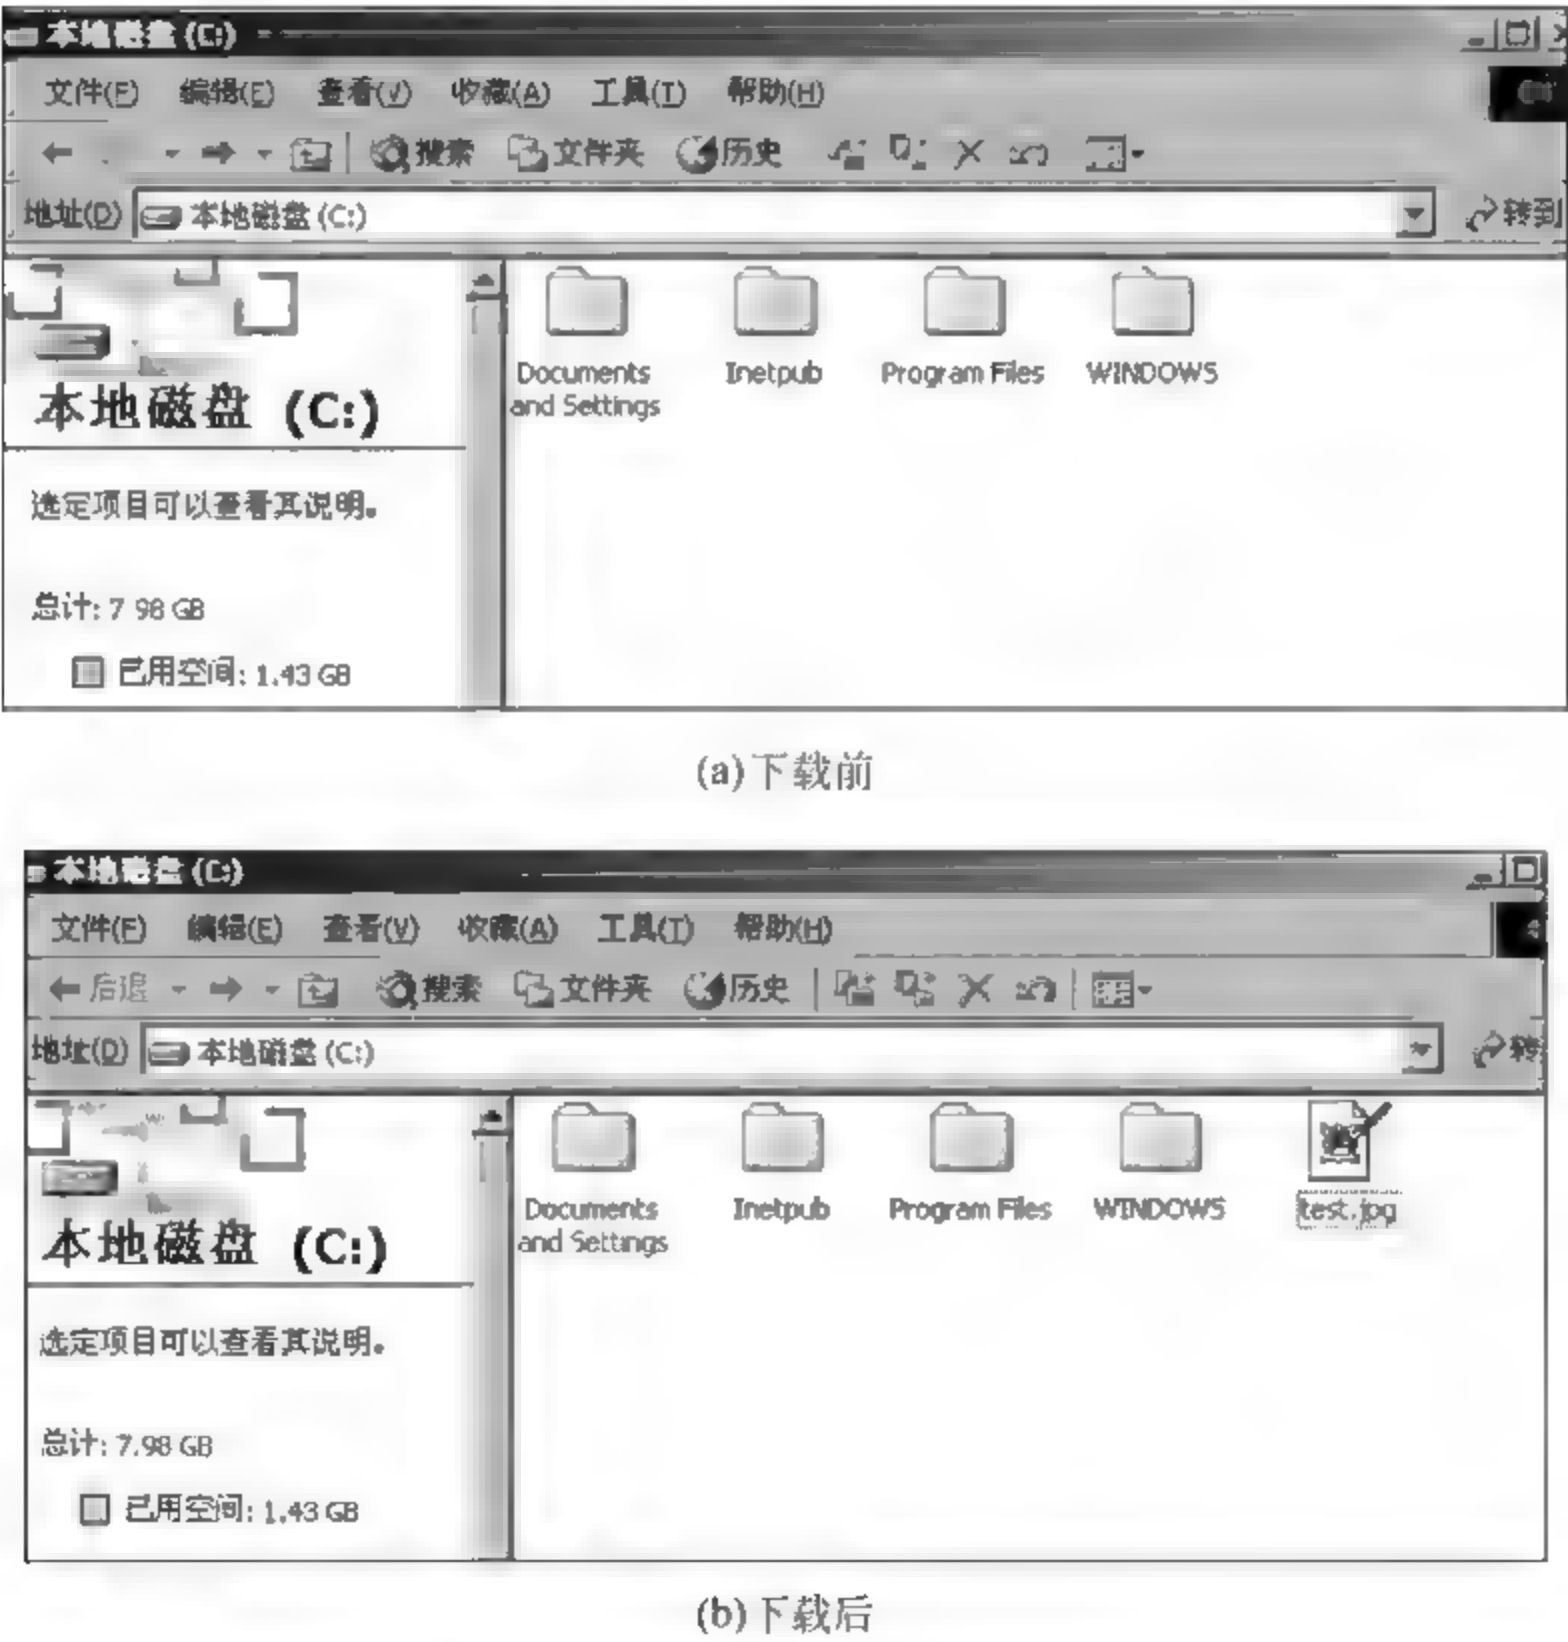 本地磁盘 (C:)
文件(F) 编辑(E) 查看(V) 收藏(A) 工具(T) 帮助(H)
搜索 文件夹 历史
地址(D) 本地磁盘 (C:) 转到
Documents and Settings
Inetpub
Program Files
WINDOWS
本地磁盘 (C:)
选定项目可以查看其说明。
总计: 7 98 GB
已用空间: 1.43 GB
(a)下载前
本地磁盘 (C:)
文件(F) 编辑(E) 查看(V) 收藏(A) 工具(T) 帮助(H)
后退 搜索 文件夹 历史
地址(D) 本地磁盘 (C:) 转
Documents and Settings
Inetpub
Program Files
WINDOWS
test.jpg
本地磁盘 (C:)
选定项目可以查看其说明。
总计: 7.98 GB
已用空间: 1.43 GB
(b)下载后